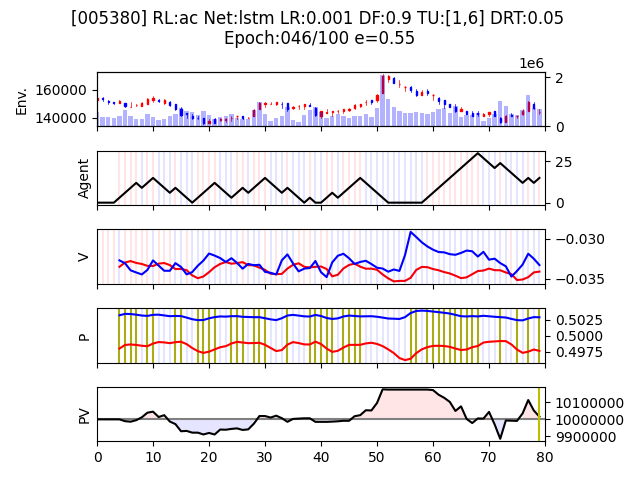 [005380] RL:ac Net:lstm LR:0.001 DF:0.9 TU:[1,6] DRT:0.05
Epoch:046/100 e=0.55
1e6
Env.
160000
140000
2
0
Agent
25
0
V
−0.030
−0.035
P
0.5025
0.5000
0.4975
PV
10100000
10000000
9900000
0 10 20 30 40 50 60 70 80